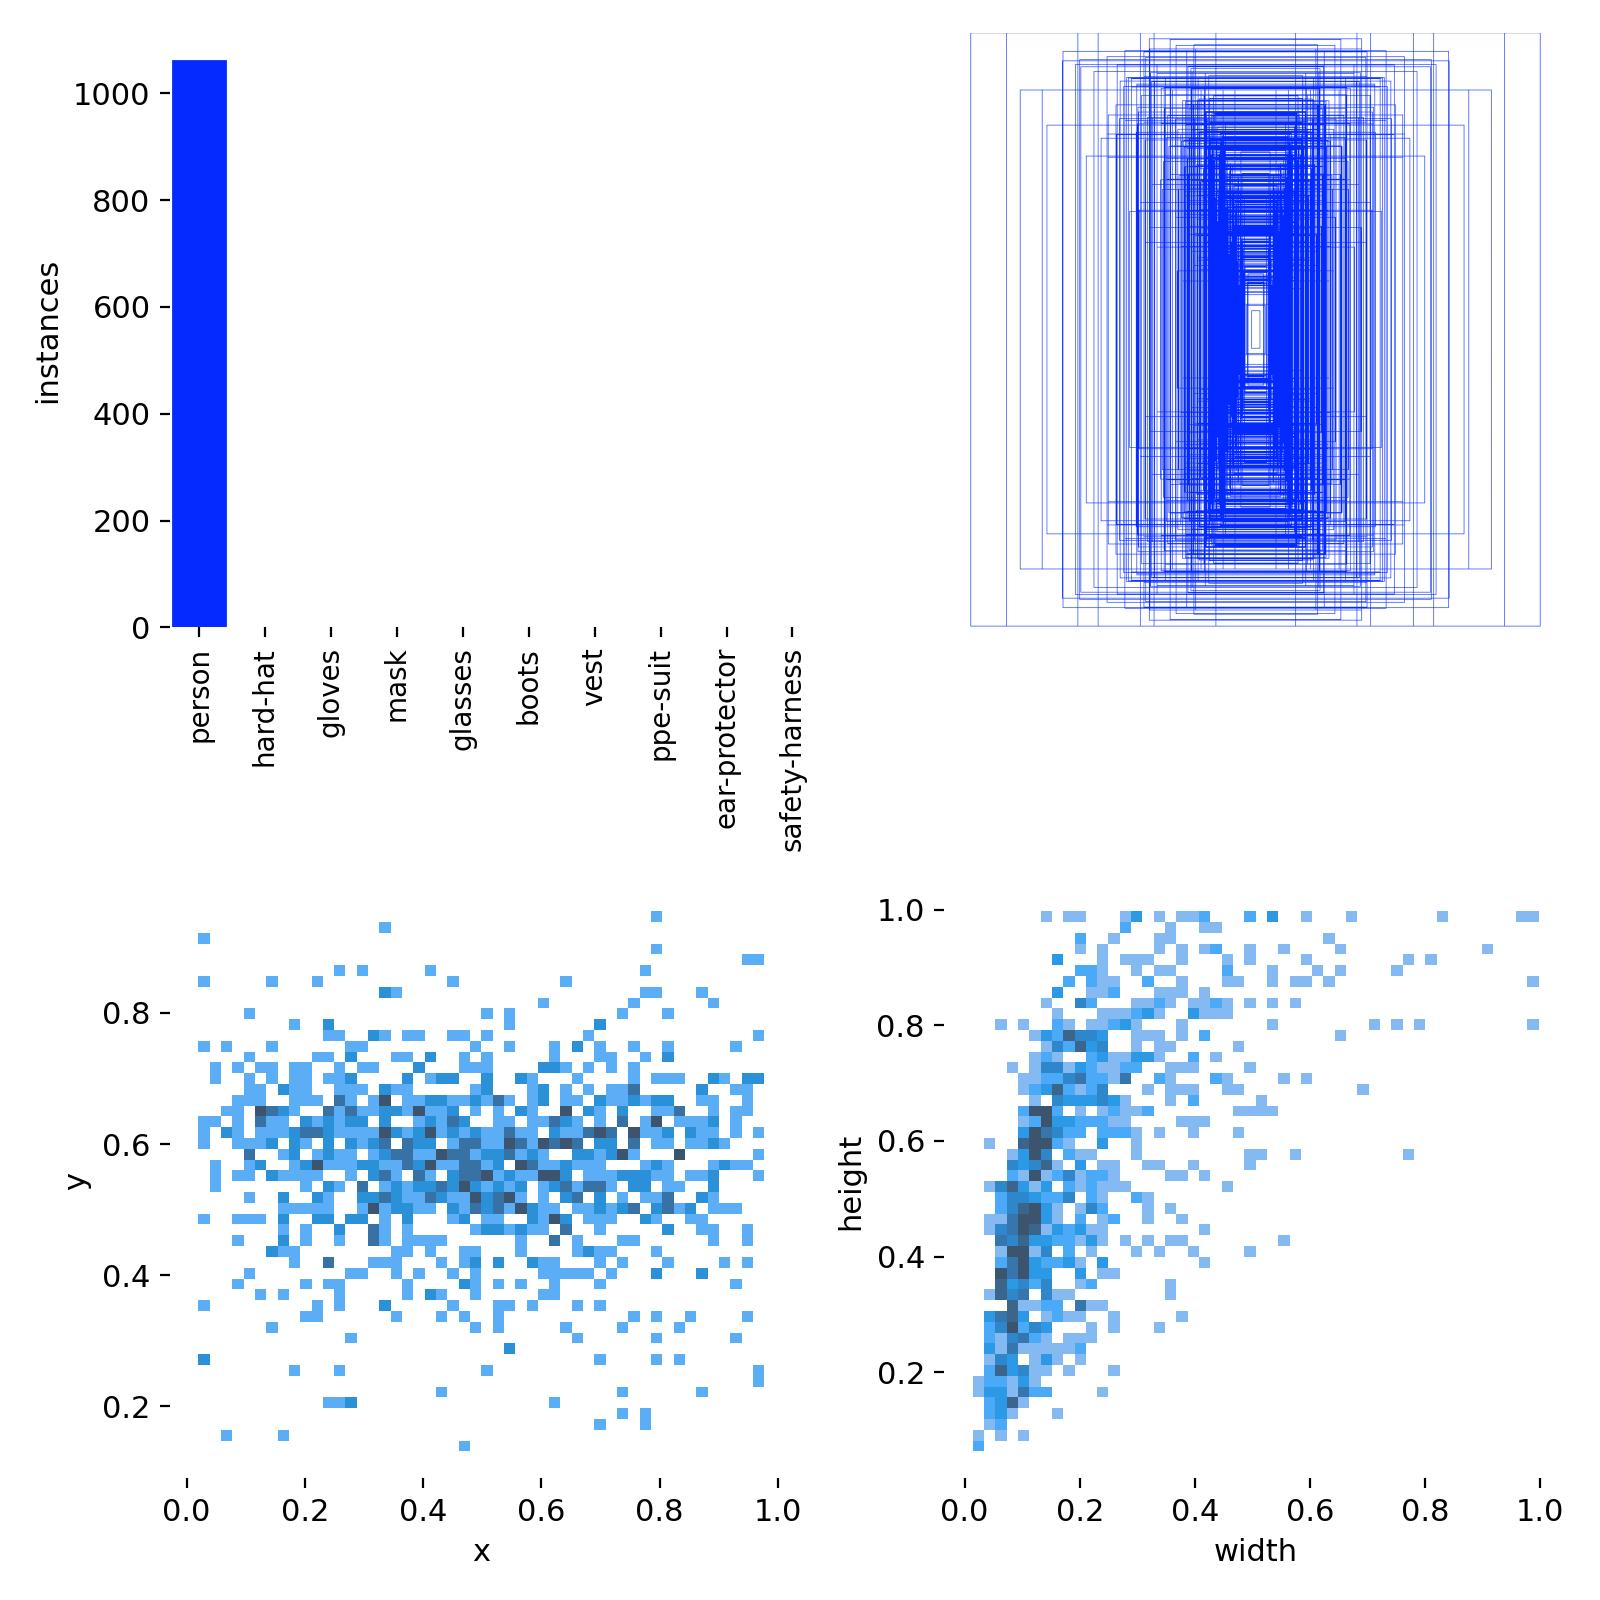 instances
1000
800
600
400
200
0
person
hard-hat
gloves
mask
glasses
boots
vest
ppe-suit
ear-protector
safety-harness
y
0.8
0.6
0.4
0.2
0.0 0.2 0.4 0.6 0.8 1.0
x
height
1.0
0.8
0.6
0.4
0.2
0.0 0.2 0.4 0.6 0.8 1.0
width